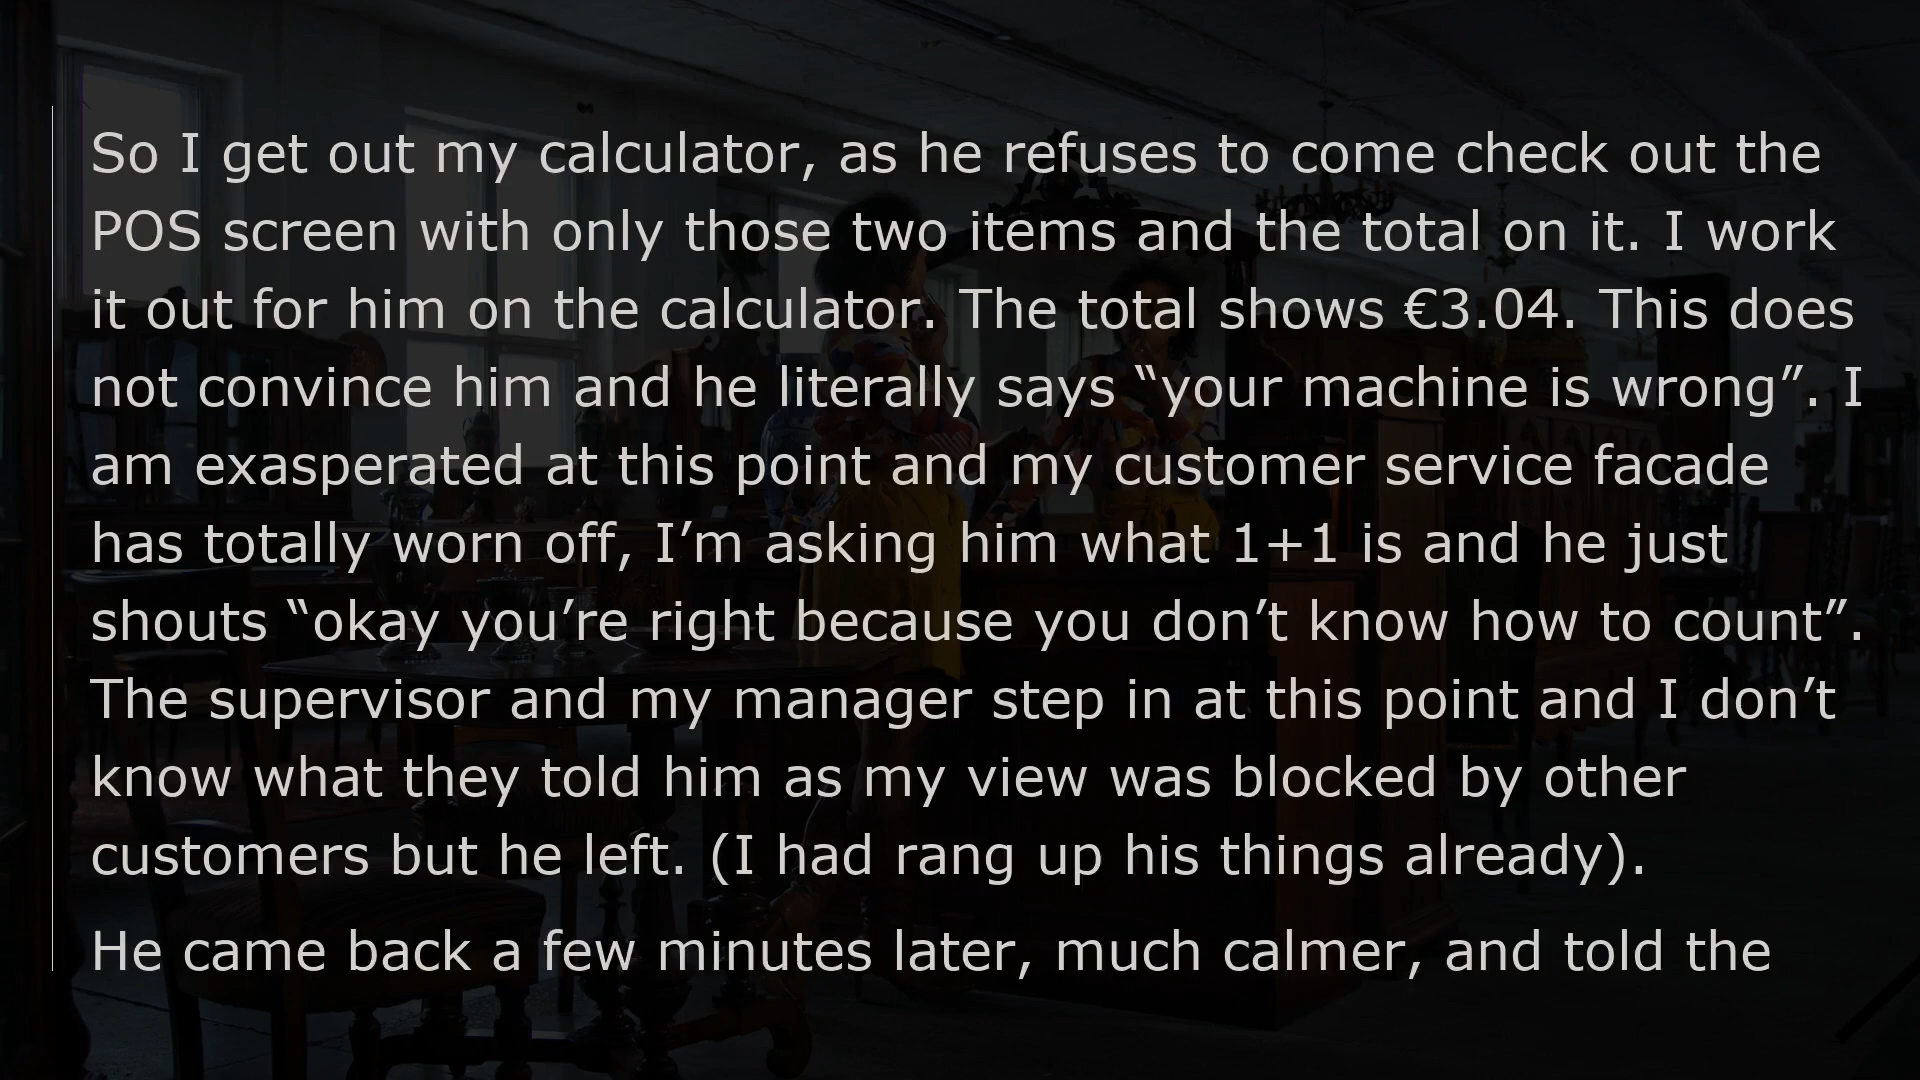 So I get out my calculator, as he refuses to come check out the
POS screen with only those two items and the total on it. I work
it out for him on the calculator. The total shows €3.04. This does
not convince him and he literally says “your machine is wrong”. I
am exasperated at this point and my customer service facade
has totally worn off, I’m asking him what 1+1 is and he just
shouts “okay you’re right because you don’t know how to count”.
The supervisor and my manager step in at this point and I don’t
know what they told him as my view was blocked by other
customers but he left. (I had rang up his things already).
He came back a few minutes later, much calmer, and told the